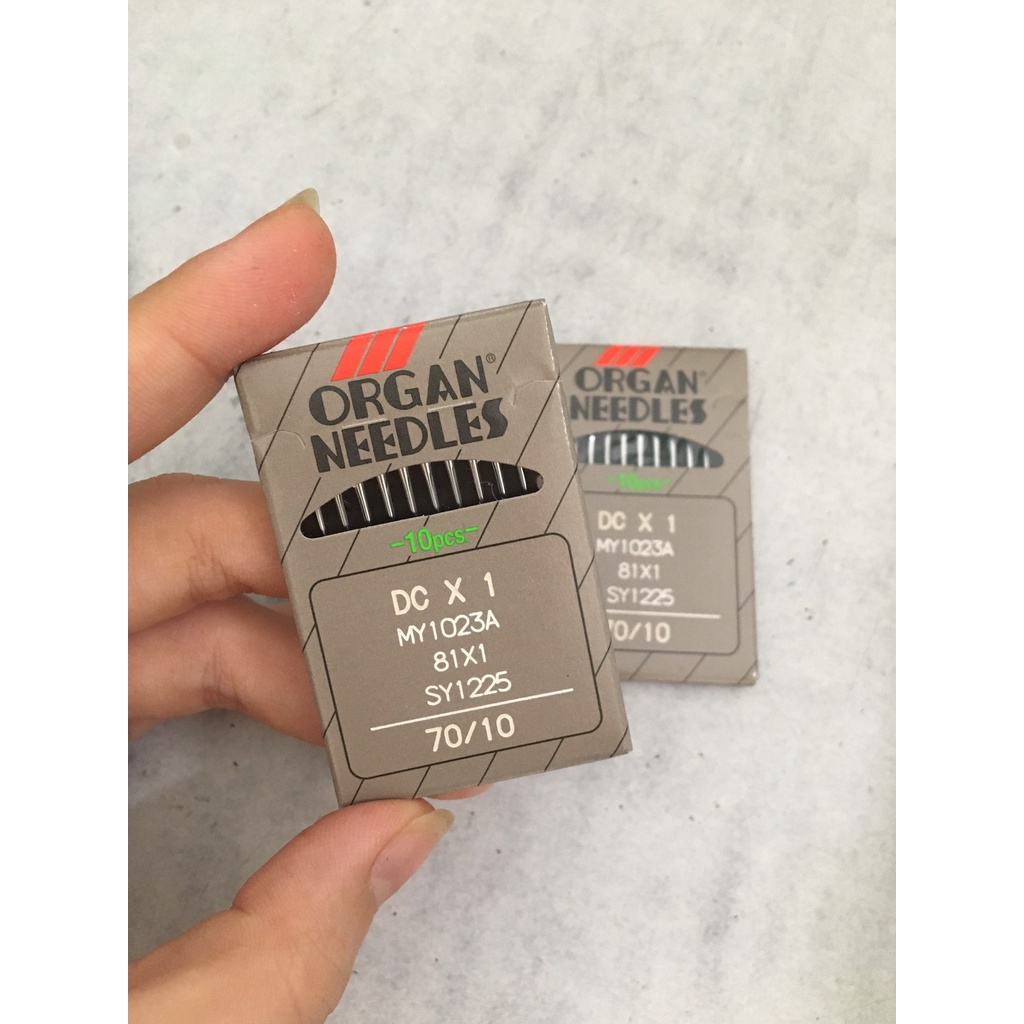 ORGAN®
NEEDLES
-10pcs-
DC X 1
MY1023A
81X1
SY1225
70/10
ORGAN
NEEDLES
-10pcs-
DC X 1
MY1023A
81X1
SY1225
70/10